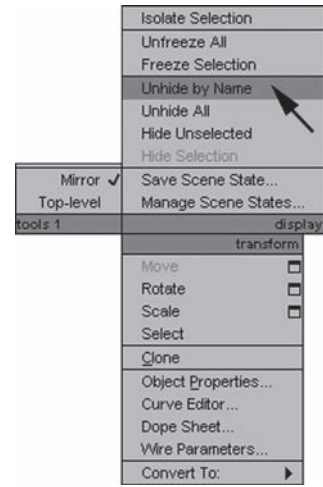 Isolate Selection
Unfreeze All
Freeze Selection
Unhide by Name
Unhide All
Hide Unselected
Hide Selection
Mirror ✓ Save Scene State...
Top-level Manage Scene States...
tools 1 display
transform
Move
Rotate
Scale
Select
Clone
Object Properties...
Curve Editor...
Dope Sheet...
Wire Parameters...
Convert To: